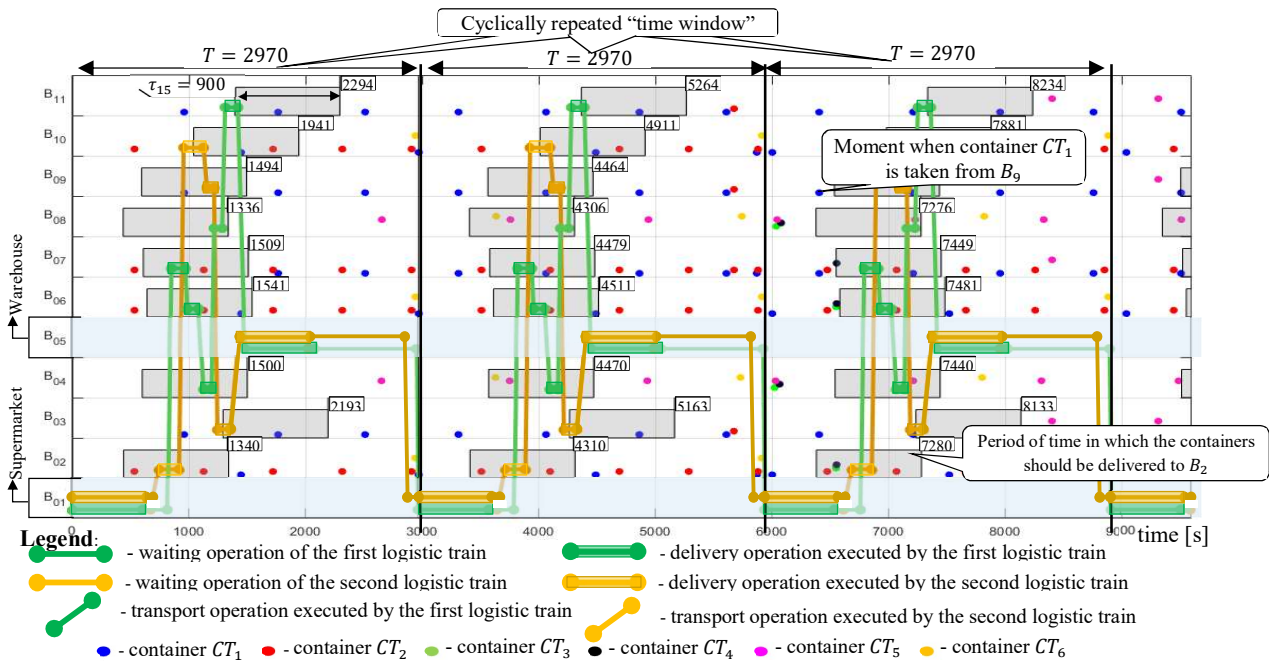 Cyclically repeated “time window”
T = 2970
T = 2970
T = 2970
τ15 = 900
2294
5264
8234
B11
1941
4911
7881
B10
Moment when container CT1
is taken from B9
1494
4464
B09
1336
4306
7276
B08
1509
4479
7449
B07
1541
4511
7481
B06
Warehouse
B05
1500
4470
7440
B04
2193
5163
8133
B03
1340
4310
7280
Period of time in which the containers
should be delivered to B2
B02
Supermarket
B01
0 1000 2000 3000 4000 5000 6000 7000 8000 9000 time [s]
Legend:
- waiting operation of the first logistic train
- delivery operation executed by the first logistic train
- waiting operation of the second logistic train
- delivery operation executed by the second logistic train
- transport operation executed by the first logistic train
- transport operation executed by the second logistic train
- container CT1 - container CT2 - container CT3 - container CT4 - container CT5 - container CT6